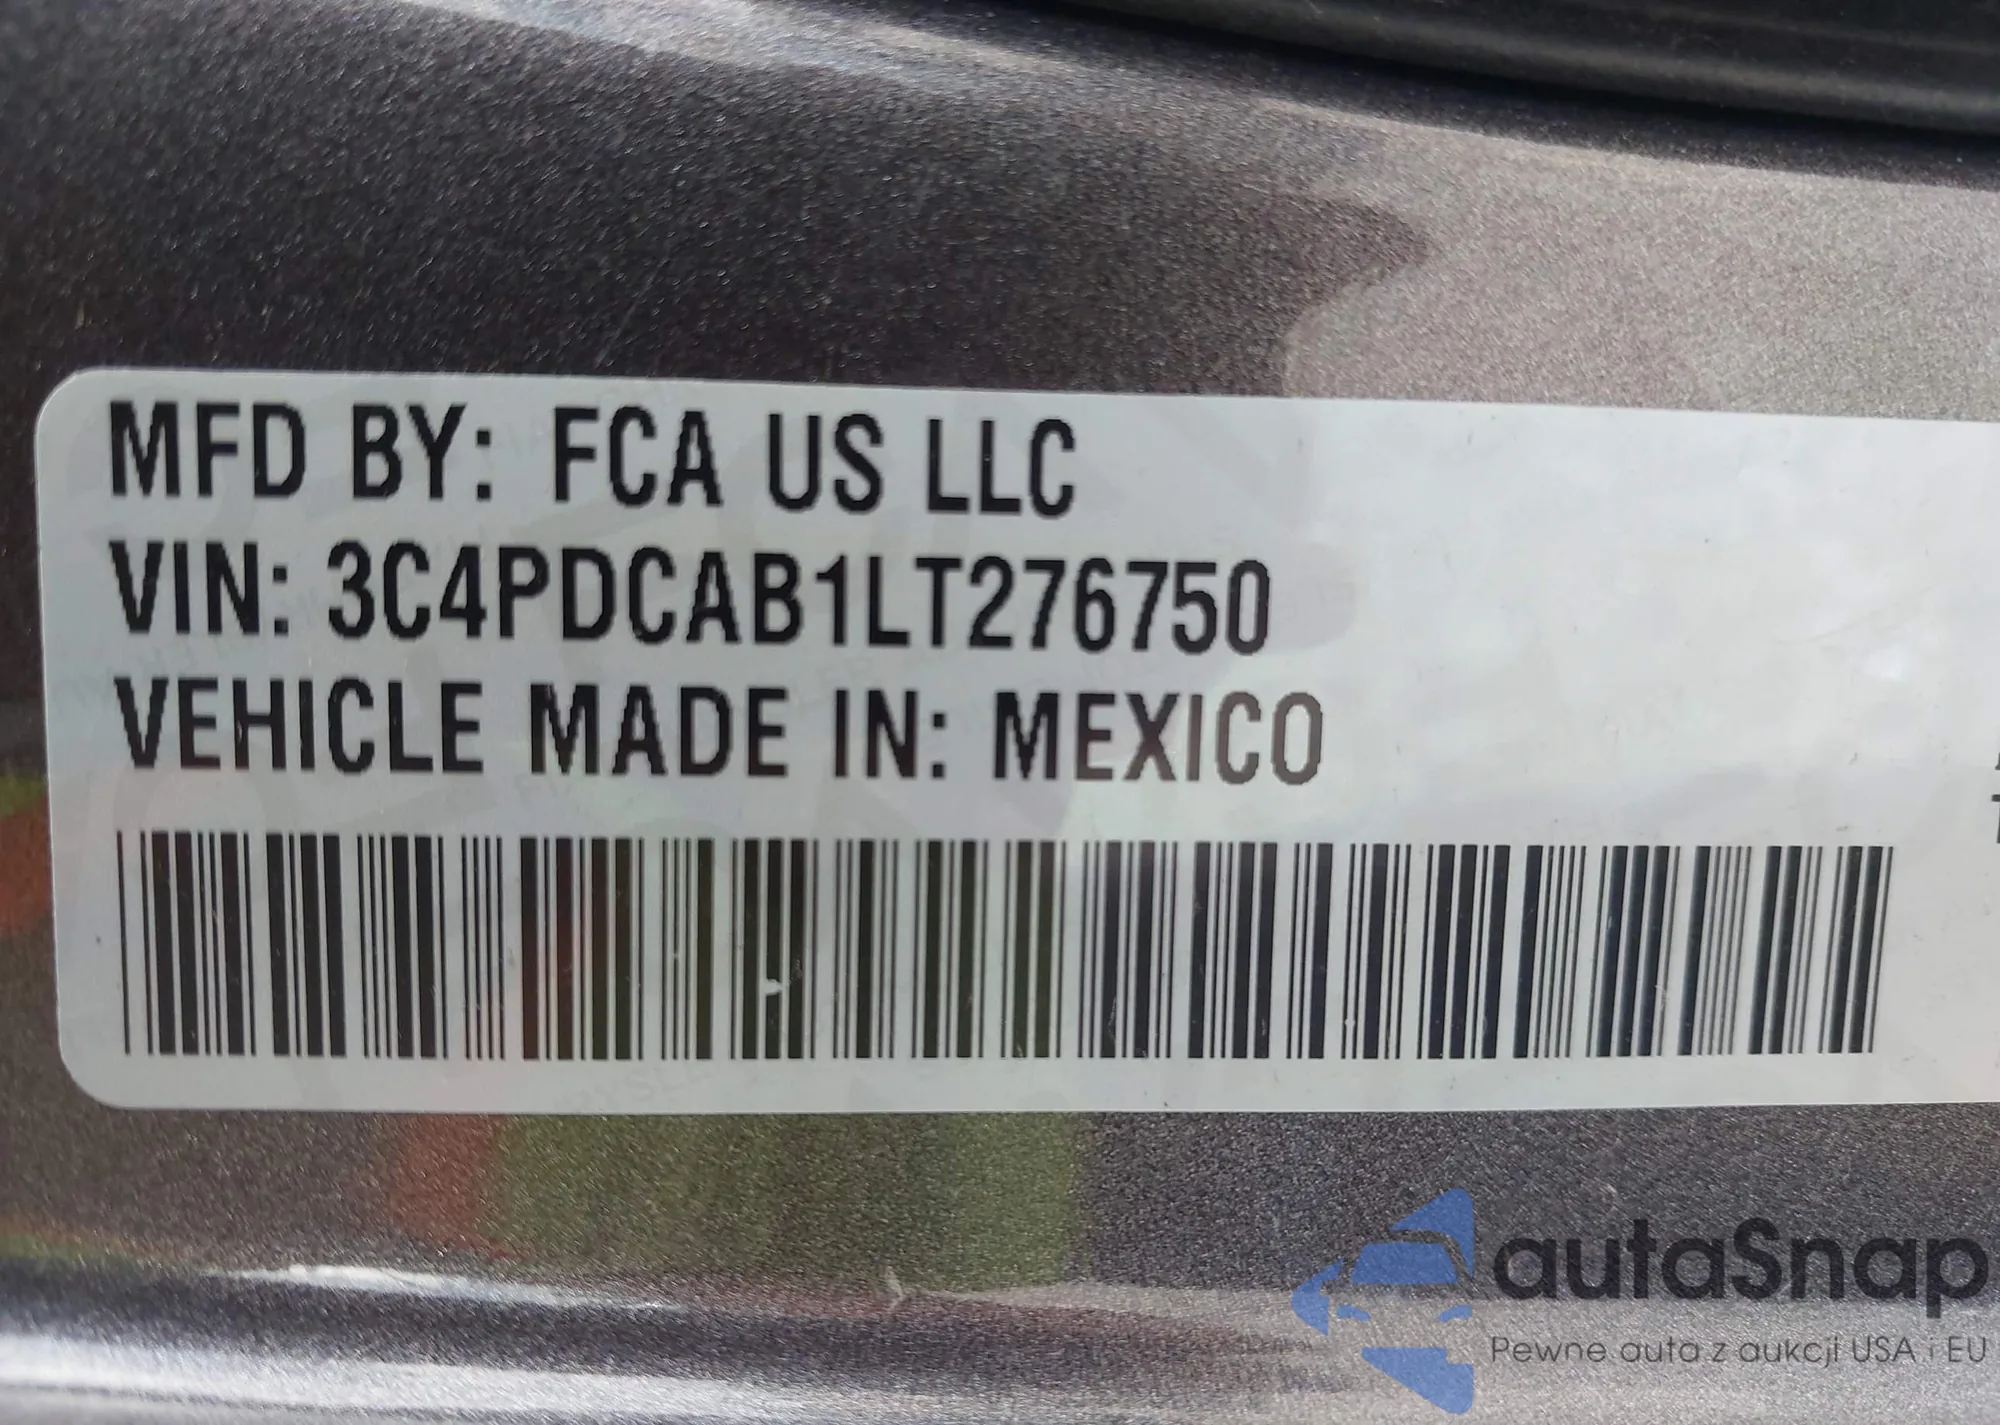 MFD BY: FCA US LLC
VIN: 3C4PDCAB1LT276750
VEHICLE MADE IN: MEXICO
autaSnap
Pewne auta z aukcji USA i EU